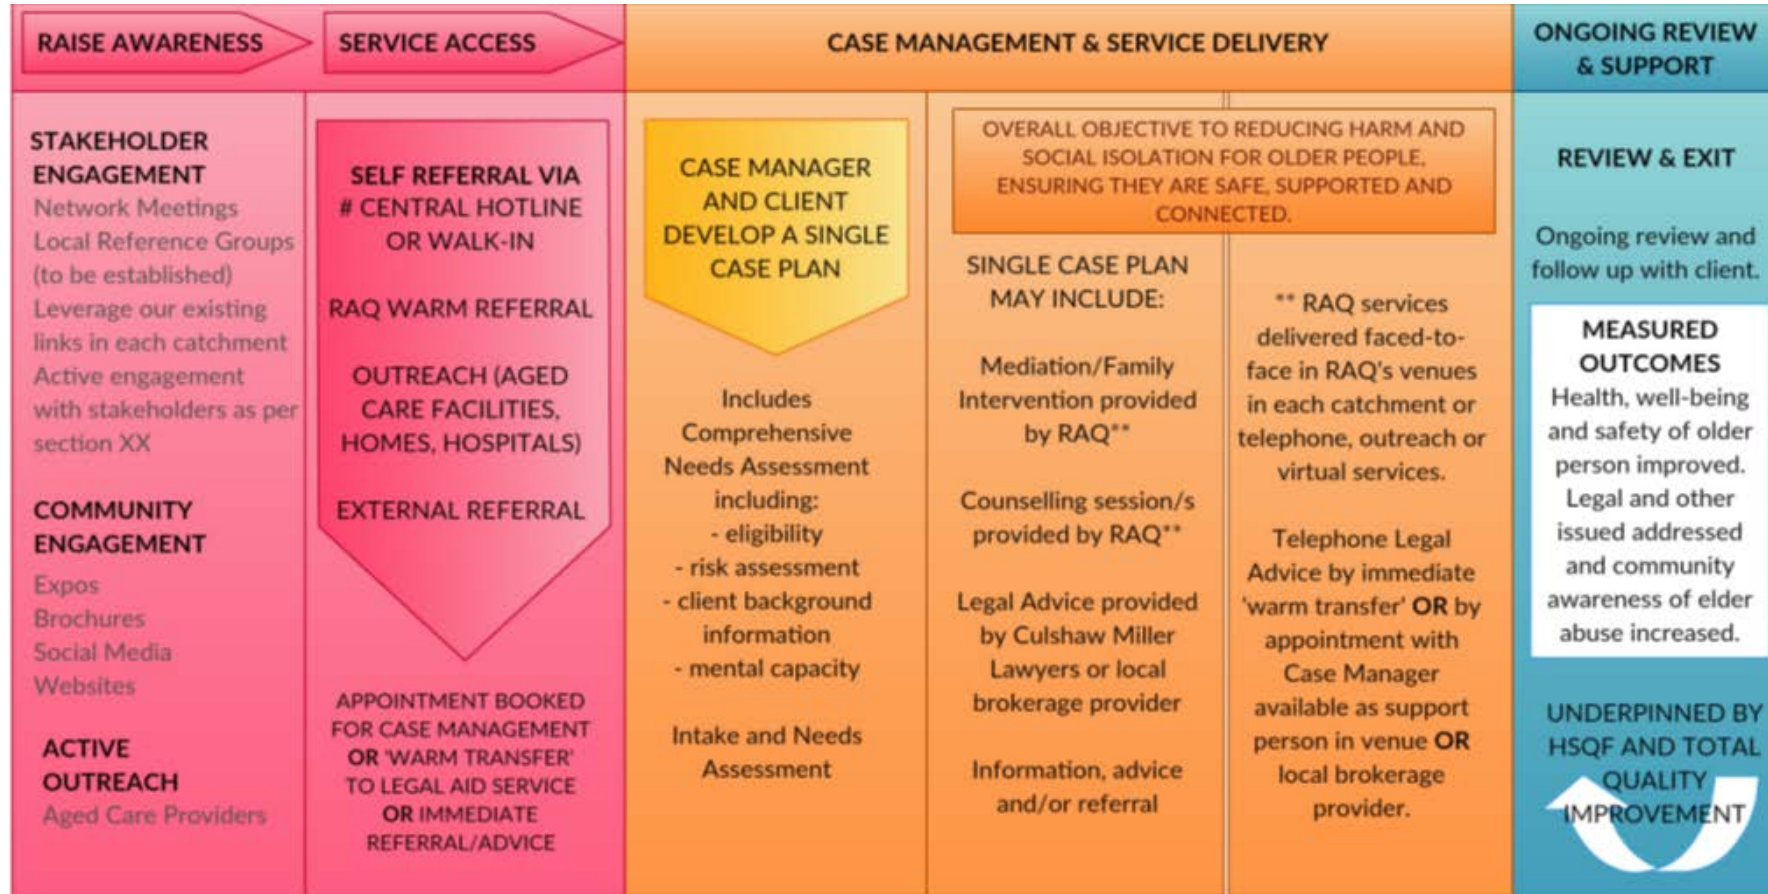 RAISE AWARENESS
SERVICE ACCESS
CASE MANAGEMENT & SERVICE DELIVERY
ONGOING REVIEW
& SUPPORT
STAKEHOLDER
ENGAGEMENT
Network Meetings
Local Reference Groups
(to be established)
Leverage our existing
links in each catchment
Active engagement
with stakeholders as per
section XX
COMMUNITY
ENGAGEMENT
Expos
Brochures
Social Media
Websites
ACTIVE
OUTREACH
Aged Care Providers
SELF REFERRAL VIA
# CENTRAL HOTLINE
OR WALK-IN
RAQ WARM REFERRAL
OUTREACH (AGED
CARE FACILITIES,
HOMES, HOSPITALS)
EXTERNAL REFERRAL
APPOINTMENT BOOKED
FOR CASE MANAGEMENT
OR 'WARM TRANSFER'
TO LEGAL AID SERVICE
OR IMMEDIATE
REFERRAL/ADVICE
CASE MANAGER
AND CLIENT
DEVELOP A SINGLE
CASE PLAN
Includes
Comprehensive
Needs Assessment
including:
- eligibility
- risk assessment
- client background
information
- mental capacity
Intake and Needs
Assessment
OVERALL OBJECTIVE TO REDUCING HARM AND
SOCIAL ISOLATION FOR OLDER PEOPLE,
ENSURING THEY ARE SAFE, SUPPORTED AND
CONNECTED.
SINGLE CASE PLAN
MAY INCLUDE:
Mediation/Family
Intervention provided
by RAQ**
Counselling session/s
provided by RAQ**
Legal Advice provided
by Culshaw Miller
Lawyers or local
brokerage provider
Information, advice
and/or referral
** RAQ services
delivered faced-to-
face in RAQ's venues
in each catchment or
telephone, outreach or
virtual services.
Telephone Legal
Advice by immediate
'warm transfer' OR by
appointment with
Case Manager
available as support
person in venue OR
local brokerage
provider.
REVIEW & EXIT
Ongoing review and
follow up with client.
MEASURED
OUTCOMES
Health, well-being
and safety of older
person improved.
Legal and other
issued addressed
and community
awareness of elder
abuse increased.
UNDERPINNED BY
HSQF AND TOTAL
QUALITY
IMPROVEMENT